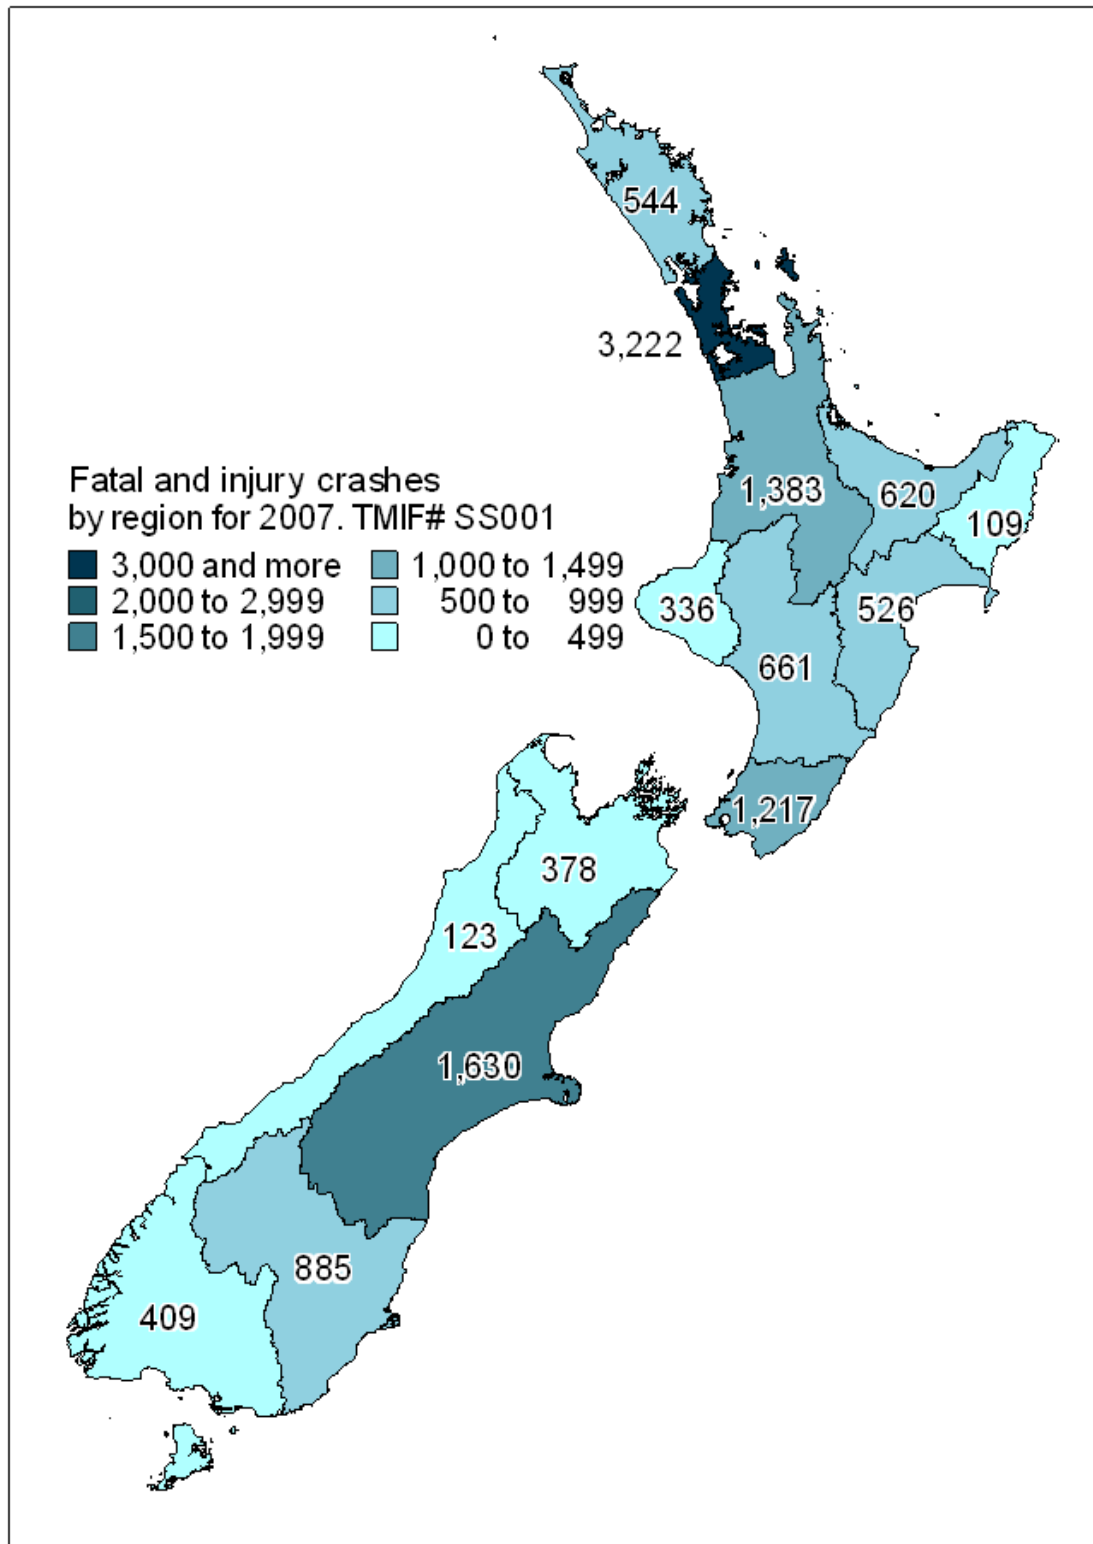 544
3,222
Fatal and injury crashes
by region for 2007. TMIF# SS001
3,000 and more
2,000 to 2,999
1,500 to 1,999
1,000 to 1,499
500 to 999
0 to 499
1,383
620
109
336
526
661
1,217
378
123
1,630
885
409